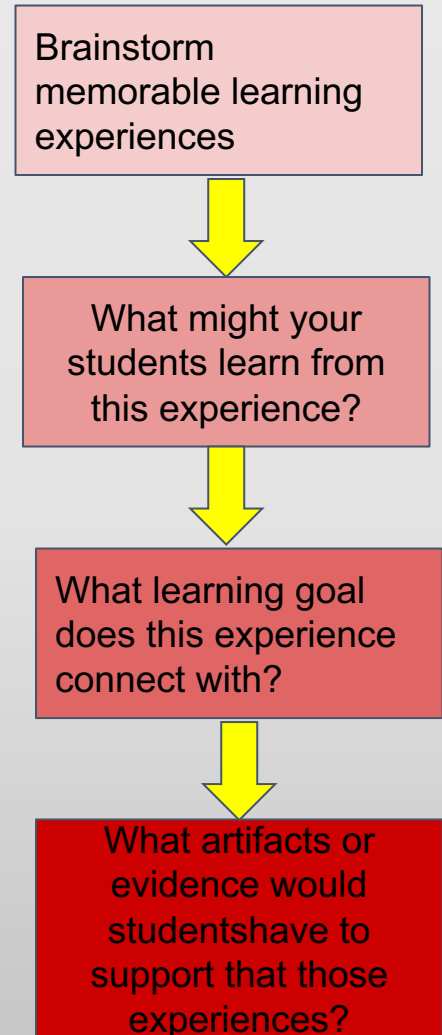 Brainstorm
memorable learning
experiences
What might your
students learn from
this experience?
What learning goal
does this experience
connect with?
What artifacts or
evidence would
studentshave to
support that those
experiences?